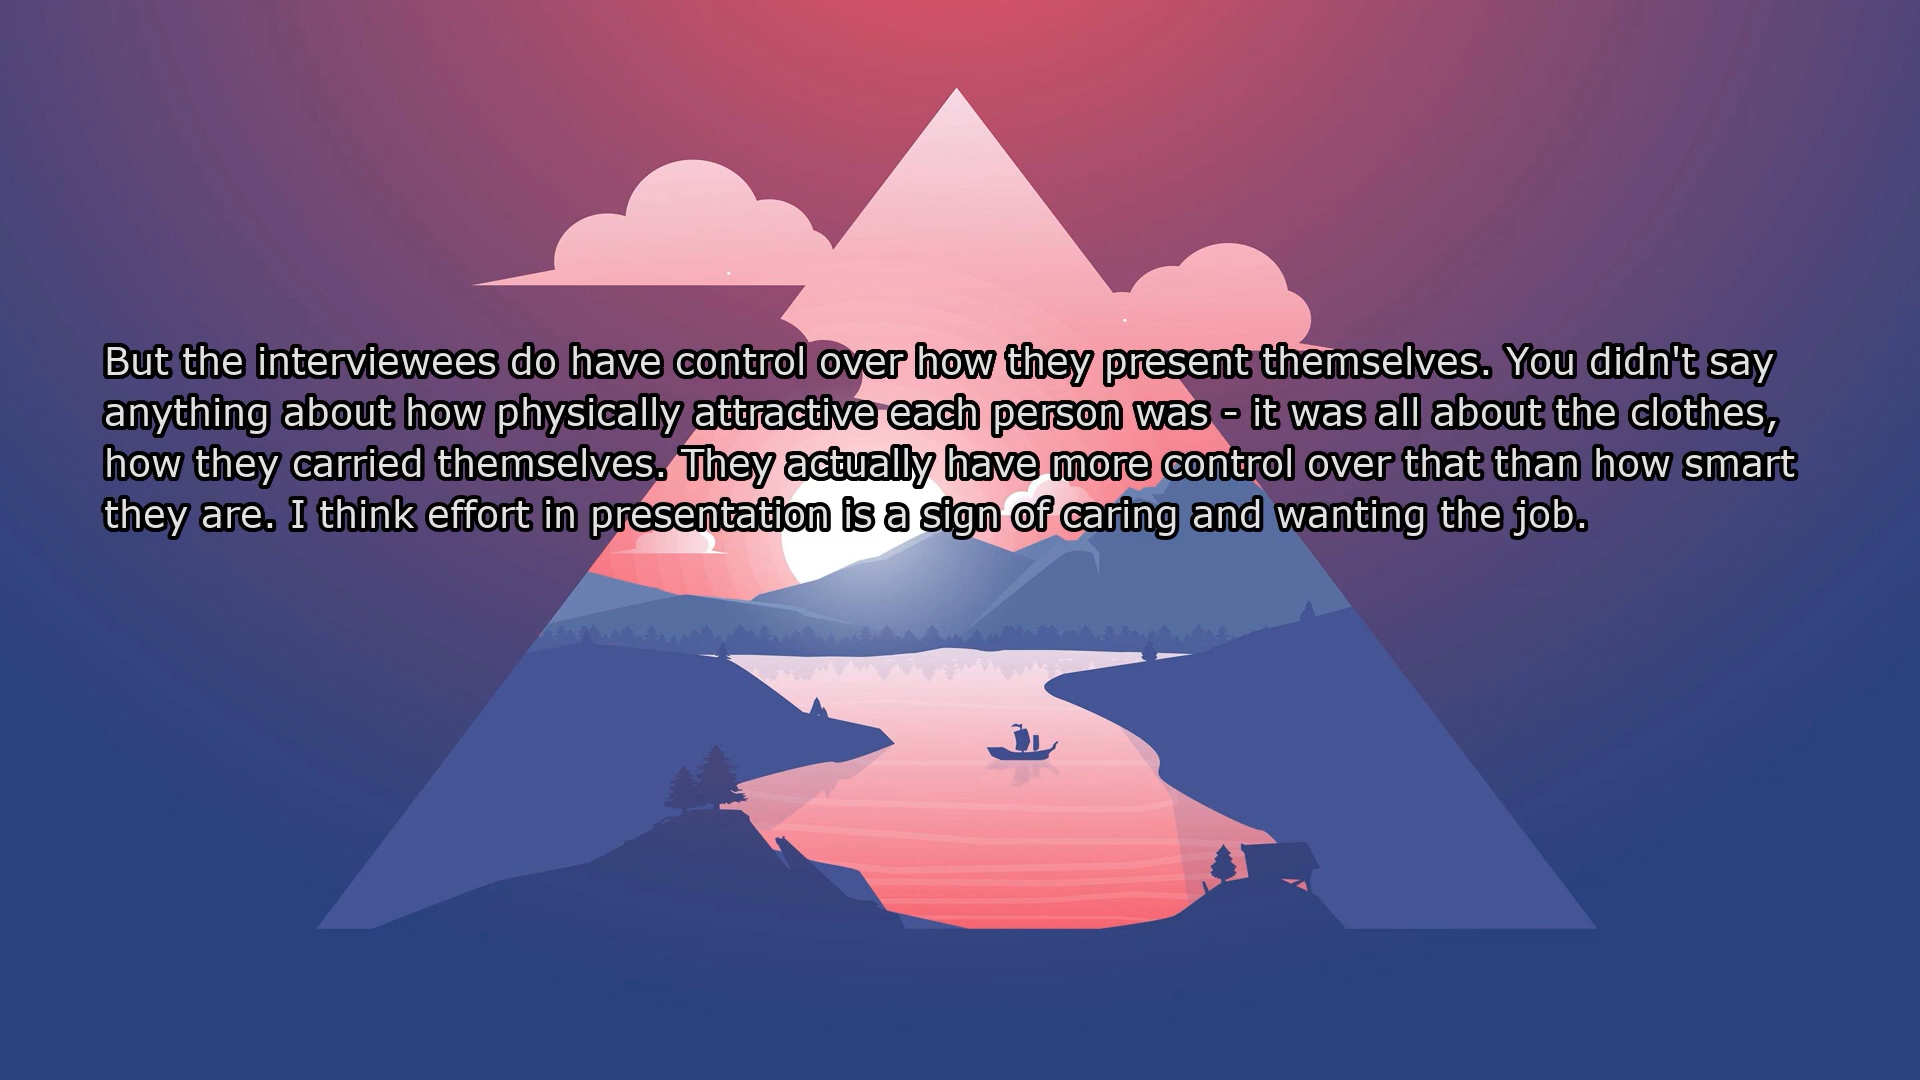 But the interviewees do have control over how they present themselves. You didn't say
anything about how physically attractive each person was - it was all about the clothes,
how they carried themselves. They actually have more control over that than how smart
they are. I think effort in presentation is a sign of caring and wanting the job.